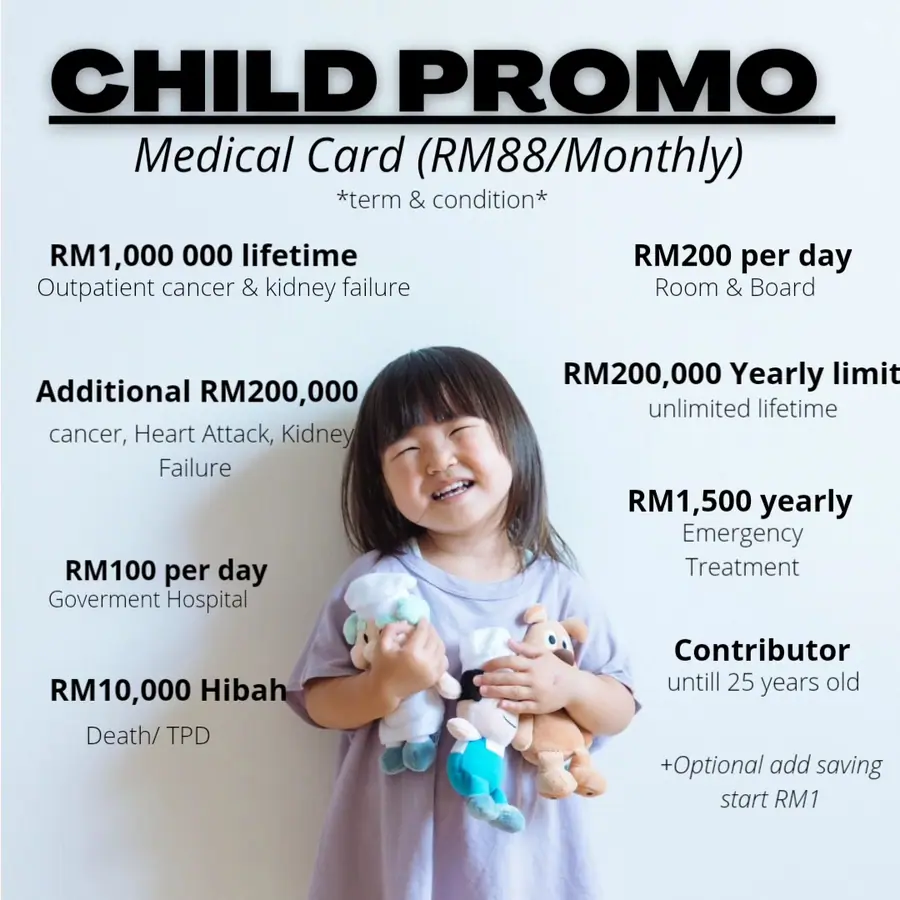 CHILD PROMO
Medical Card (RM88/Monthly)
*term & condition*
RM1,000 000 lifetime
Outpatient cancer & kidney failure
RM200 per day
Room & Board
Additional RM200,000
cancer, Heart Attack, Kidney
Failure
RM200,000 Yearly limit
unlimited lifetime
RM100 per day
Goverment Hospital
RM1,500 yearly
Emergency
Treatment
RM10,000 Hibah
Death/ TPD
Contributor
untill 25 years old
+Optional add saving
start RM1